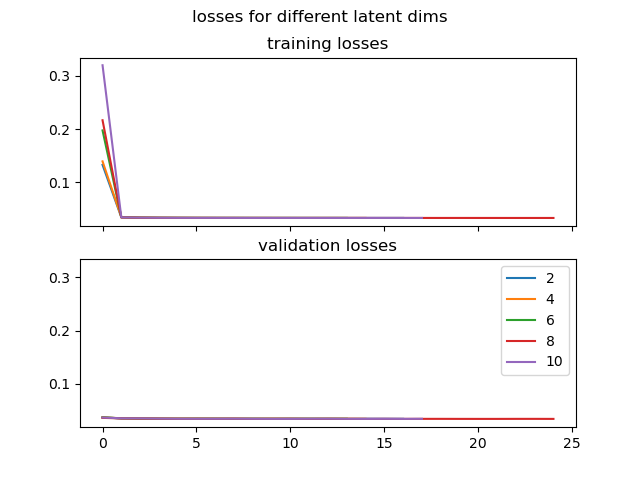 losses for different latent dims
training losses
0.3
0.2
0.1
validation losses
0.3
0.2
0.1
2
4
6
8
10
0 5 10 15 20 25